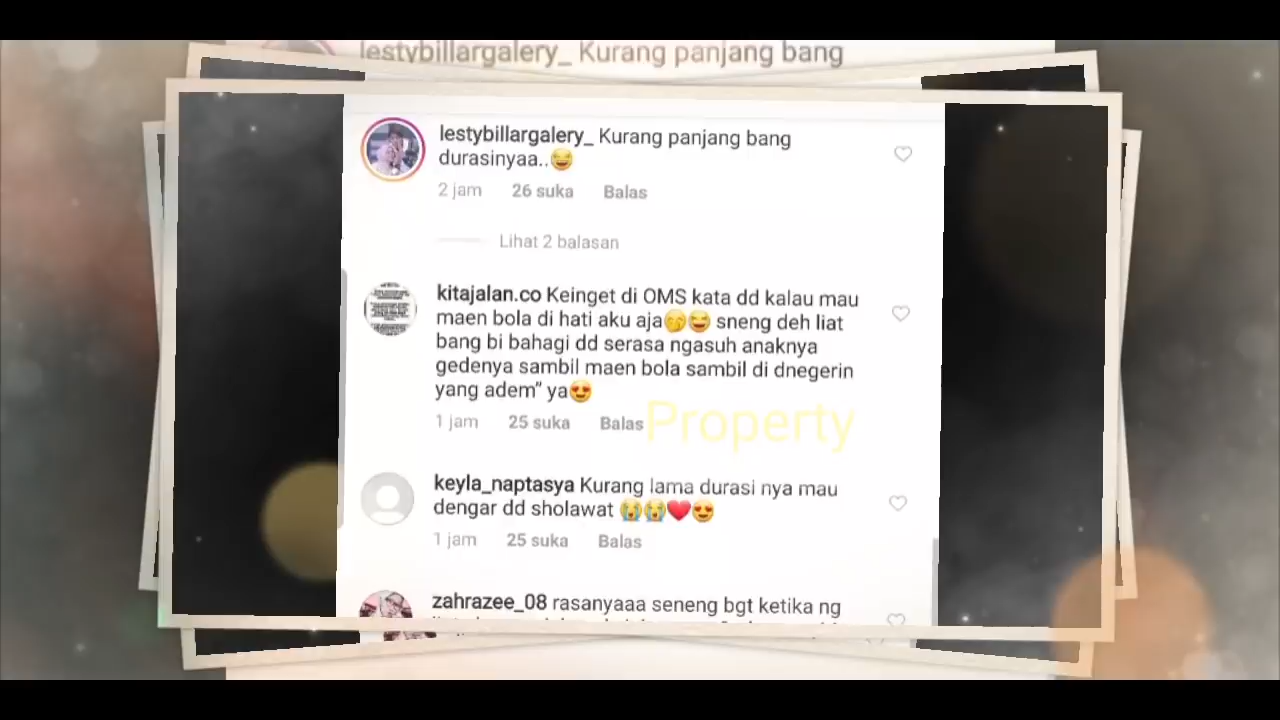 lestybillargalery_ Kurang panjang bang
lestybillargalery_ Kurang panjang bang
durasinyaa..😂
2 jam 26 suka Balas
Lihat 2 balasan
kitajalan.co Keinget di OMS kata dd kalau mau
maen bola di hati aku aja🤭😂 sneng deh liat
bang bi bahagi dd serasa ngasuh anaknya
gedenya sambil maen bola sambil di dnegerin
yang adem” ya😍
1 jam 25 suka Balas
Property
keyla_naptasya Kurang lama durasi nya mau
dengar dd sholawat 😭😭❤️😍
1 jam 25 suka Balas
zahrazee_08 rasanyaaa seneng bgt ketika ng